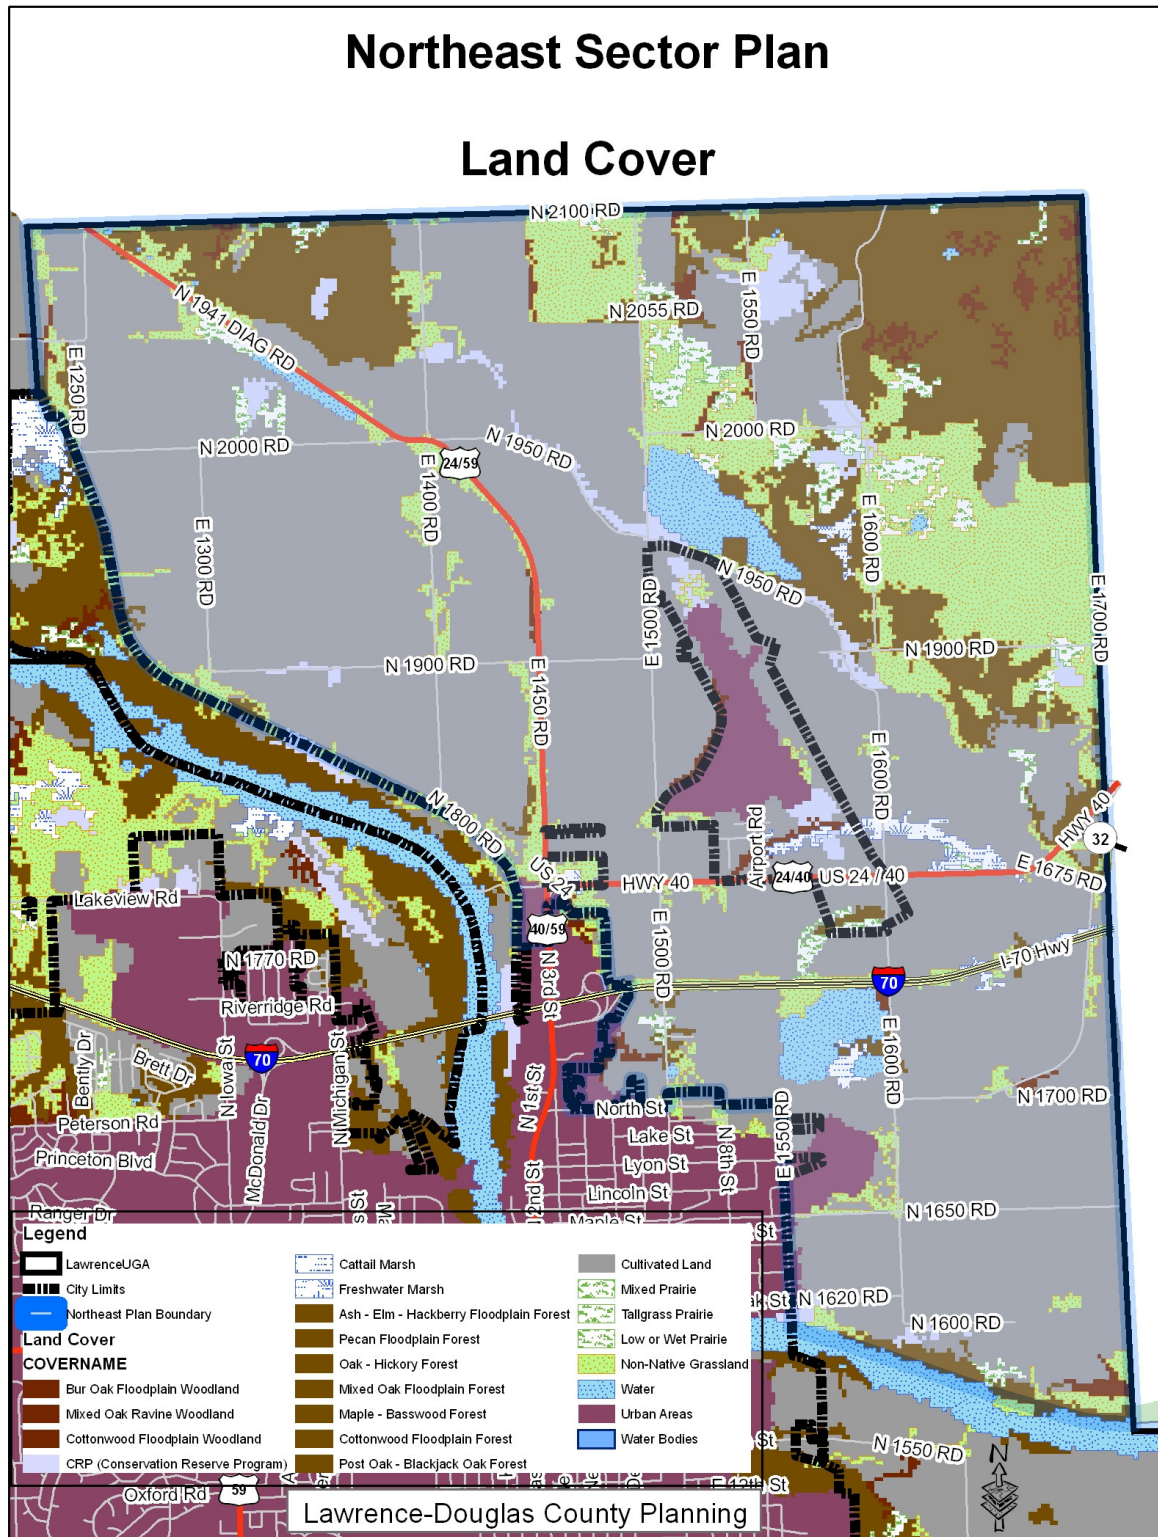 Northeast Sector Plan
Land Cover
N 2100 RD
N 1941 DIAG RD
E 1250 RD
N 2055 RD
E 1550 RD
N 2000 RD
N 1950 RD
N 2000 RD
24/59
E 1400 RD
E 1300 RD
E 1600 RD
N 1950 RD
E 1500 RD
E 1700 RD
N 1900 RD
N 1900 RD
E 1450 RD
E 1600 RD
N 1800 RD
Airport Rd
HWY 40
32
US 24
HWY 40
24/40
US 24 / 40
E 1675 RD
Lakeview Rd
40/59
E 1500 RD
I-70 Hwy
N 1770 RD
N 3rd St
70
Riverridge Rd
Bently Dr
Brett Dr
N Iowa St
70
McDonald Dr
N Michigan St
N 1st St
E 1600 RD
N 1700 RD
Peterson Rd
North St
E 1550 RD
Lake St
N 8th St
Princeton Blvd
Lyon St
N 2nd St
Lincoln St
Ranger Dr
Maple St
N 1650 RD
N 1620 RD
N 1600 RD
N 1550 RD
N
Legend
LawrenceUGA
City Limits
Northeast Plan Boundary
Land Cover
COVERNAME
Bur Oak Floodplain Woodland
Mixed Oak Ravine Woodland
Cottonwood Floodplain Woodland
CRP (Conservation Reserve Program)
Cattail Marsh
Freshwater Marsh
Ash - Elm - Hackberry Floodplain Forest
Pecan Floodplain Forest
Oak - Hickory Forest
Mixed Oak Floodplain Forest
Maple - Basswood Forest
Cottonwood Floodplain Forest
Post Oak - Blackjack Oak Forest
Cultivated Land
Mixed Prairie
Tallgrass Prairie
Low or Wet Prairie
Non-Native Grassland
Water
Urban Areas
Water Bodies
Oxford Rd
59
E 12th St
Lawrence-Douglas County Planning